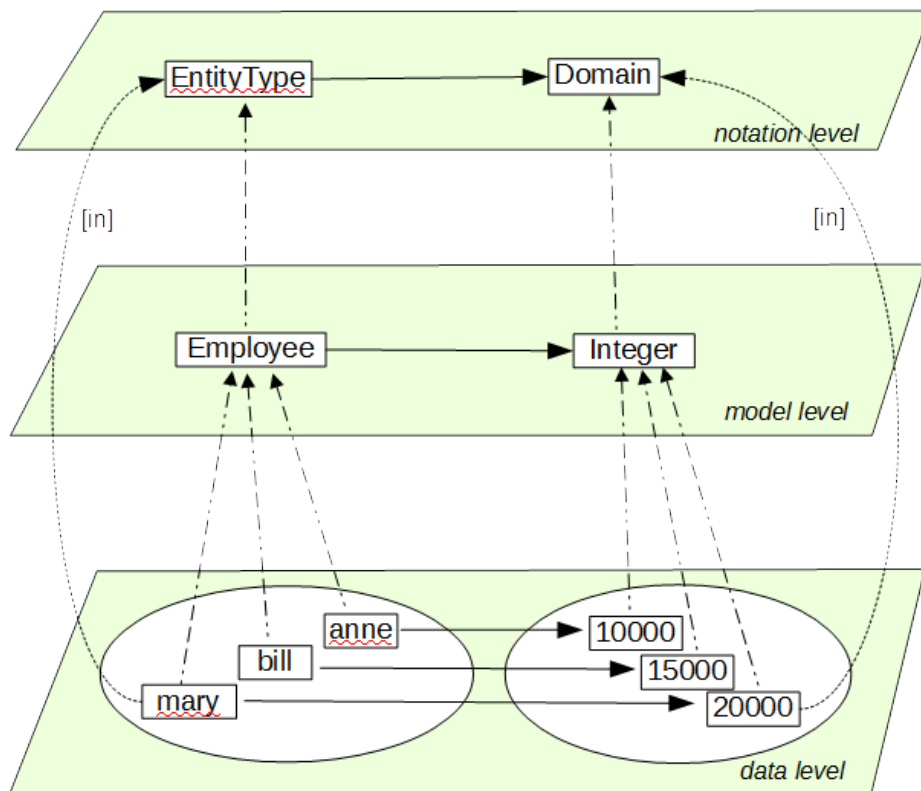 EntityType
Domain
notation level
[in]
[in]
Employee
Integer
model level
anne
10000
bill
15000
mary
20000
data level